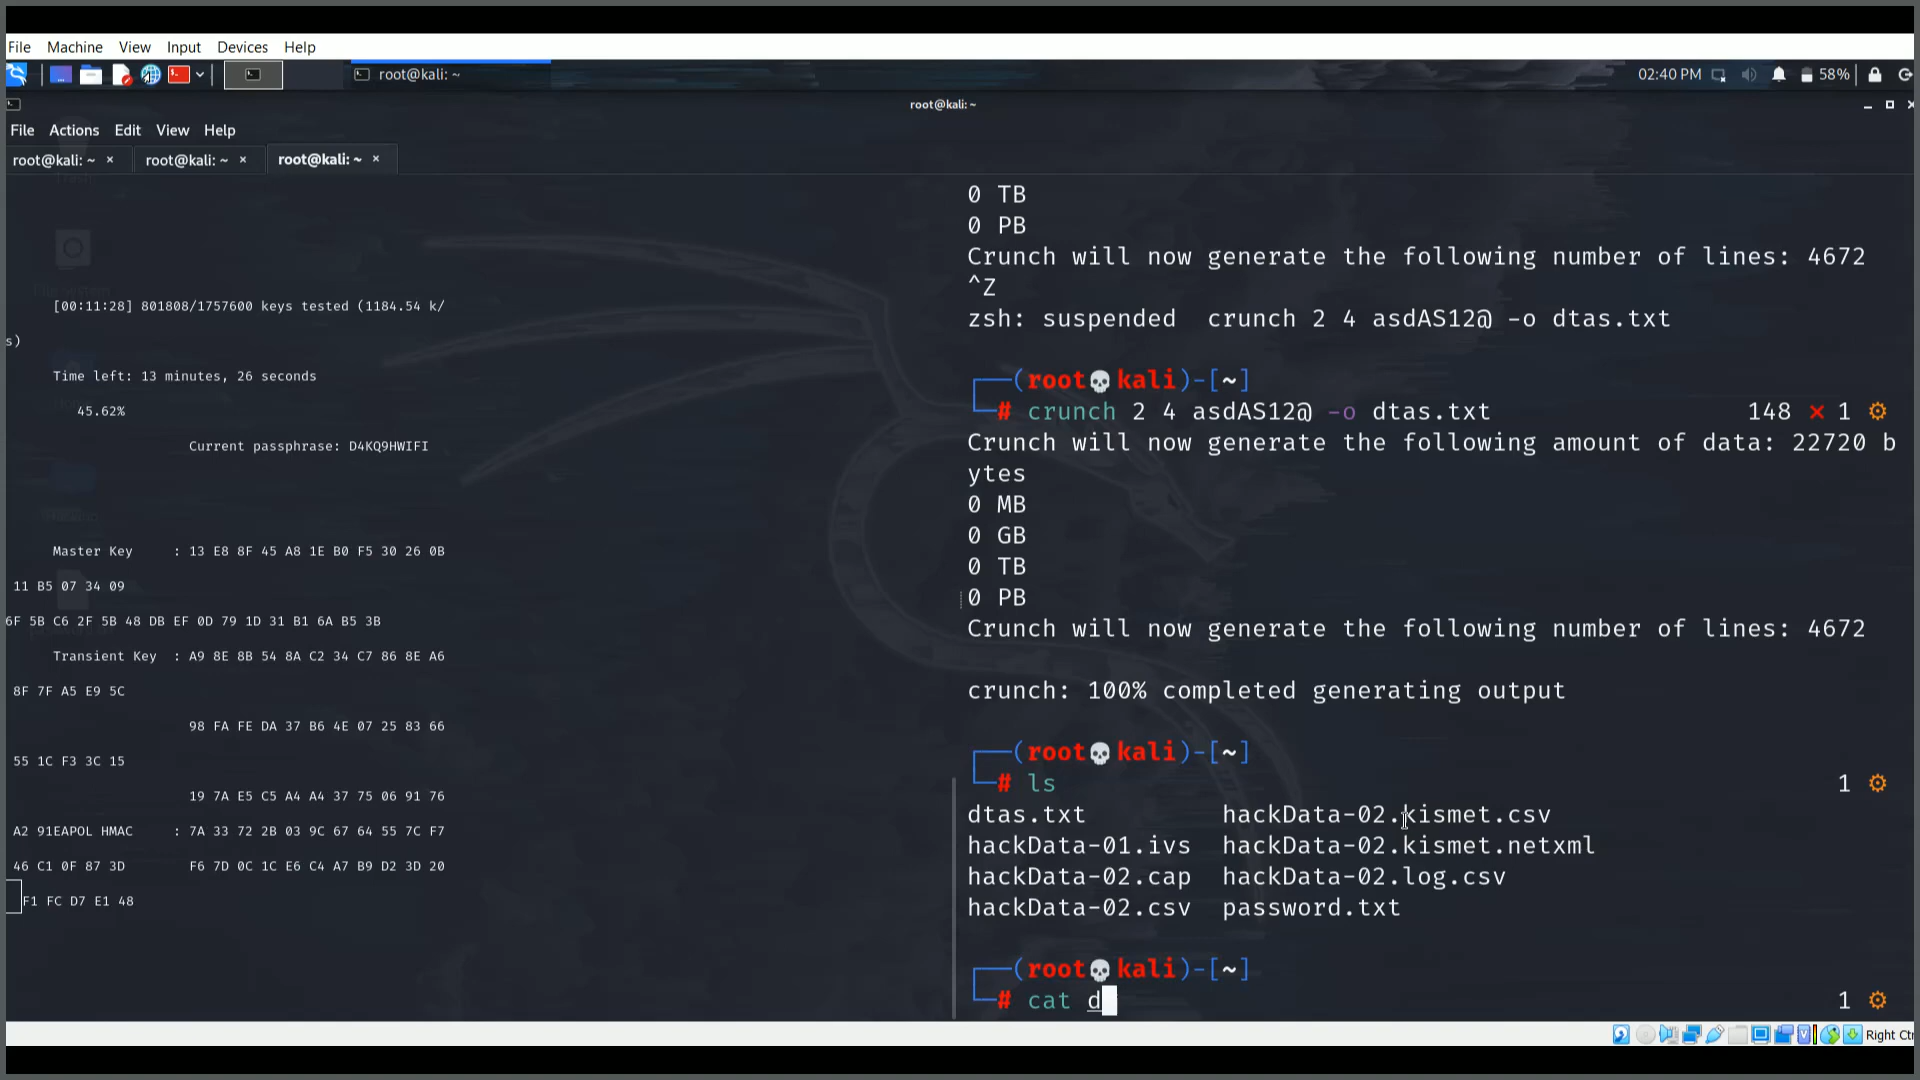 File Machine View Input Devices Help
root@kali: ~
02:40 PM
58%
root@kali: ~
File Actions Edit View Help
root@kali: ~ × root@kali: ~ × root@kali: ~ ×
[00:11:28] 801808/1757600 keys tested (1184.54 k/
s)
Time left: 13 minutes, 26 seconds
45.62%
Current passphrase: D4KQ9HWIFI
Master Key : 13 E8 8F 45 A8 1E B0 F5 30 26 0B
11 B5 07 34 09
6F 5B C6 2F 5B 48 DB EF 0D 79 1D 31 B1 6A B5 3B
Transient Key : A9 8E 8B 54 8A C2 34 C7 86 8E A6
8F 7F A5 E9 5C
98 FA FE DA 37 B6 4E 07 25 83 66
55 1C F3 3C 15
19 7A E5 C5 A4 A4 37 75 06 91 76
A2 91EAPOL HMAC : 7A 33 72 2B 03 9C 67 64 55 7C F7
46 C1 0F 87 3D F6 7D 0C 1C E6 C4 A7 B9 D2 3D 20
F1 FC D7 E1 48
0 TB
0 PB
Crunch will now generate the following number of lines: 4672
^Z
zsh: suspended crunch 2 4 asdAS12@ -o dtas.txt
(root💀kali)-[~]
# crunch 2 4 asdAS12@ -o dtas.txt 148 × 1 ⚙
Crunch will now generate the following amount of data: 22720 b
ytes
0 MB
0 GB
0 TB
0 PB
Crunch will now generate the following number of lines: 4672
crunch: 100% completed generating output
(root💀kali)-[~]
# ls 1 ⚙
dtas.txt hackData-02.kismet.csv
hackData-01.ivs hackData-02.kismet.netxml
hackData-02.cap hackData-02.log.csv
hackData-02.csv password.txt
(root💀kali)-[~]
# cat d 1 ⚙
Right Ct